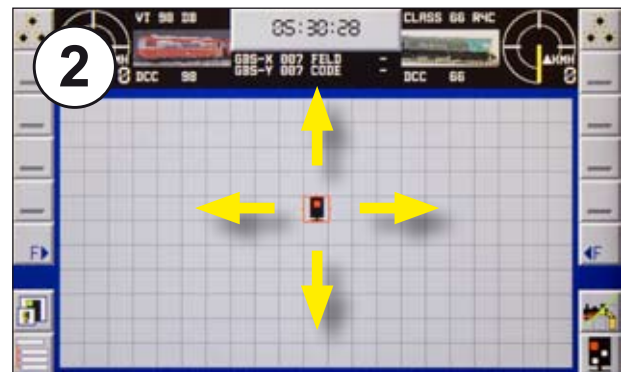 2
VT 98 DB
05:30:28
CLASS 66 R4C
KMH
0
DCC 98
GBS-X 007 FELD -
GBS-Y 007 CODE -
DCC 66
KMH
0
F
F